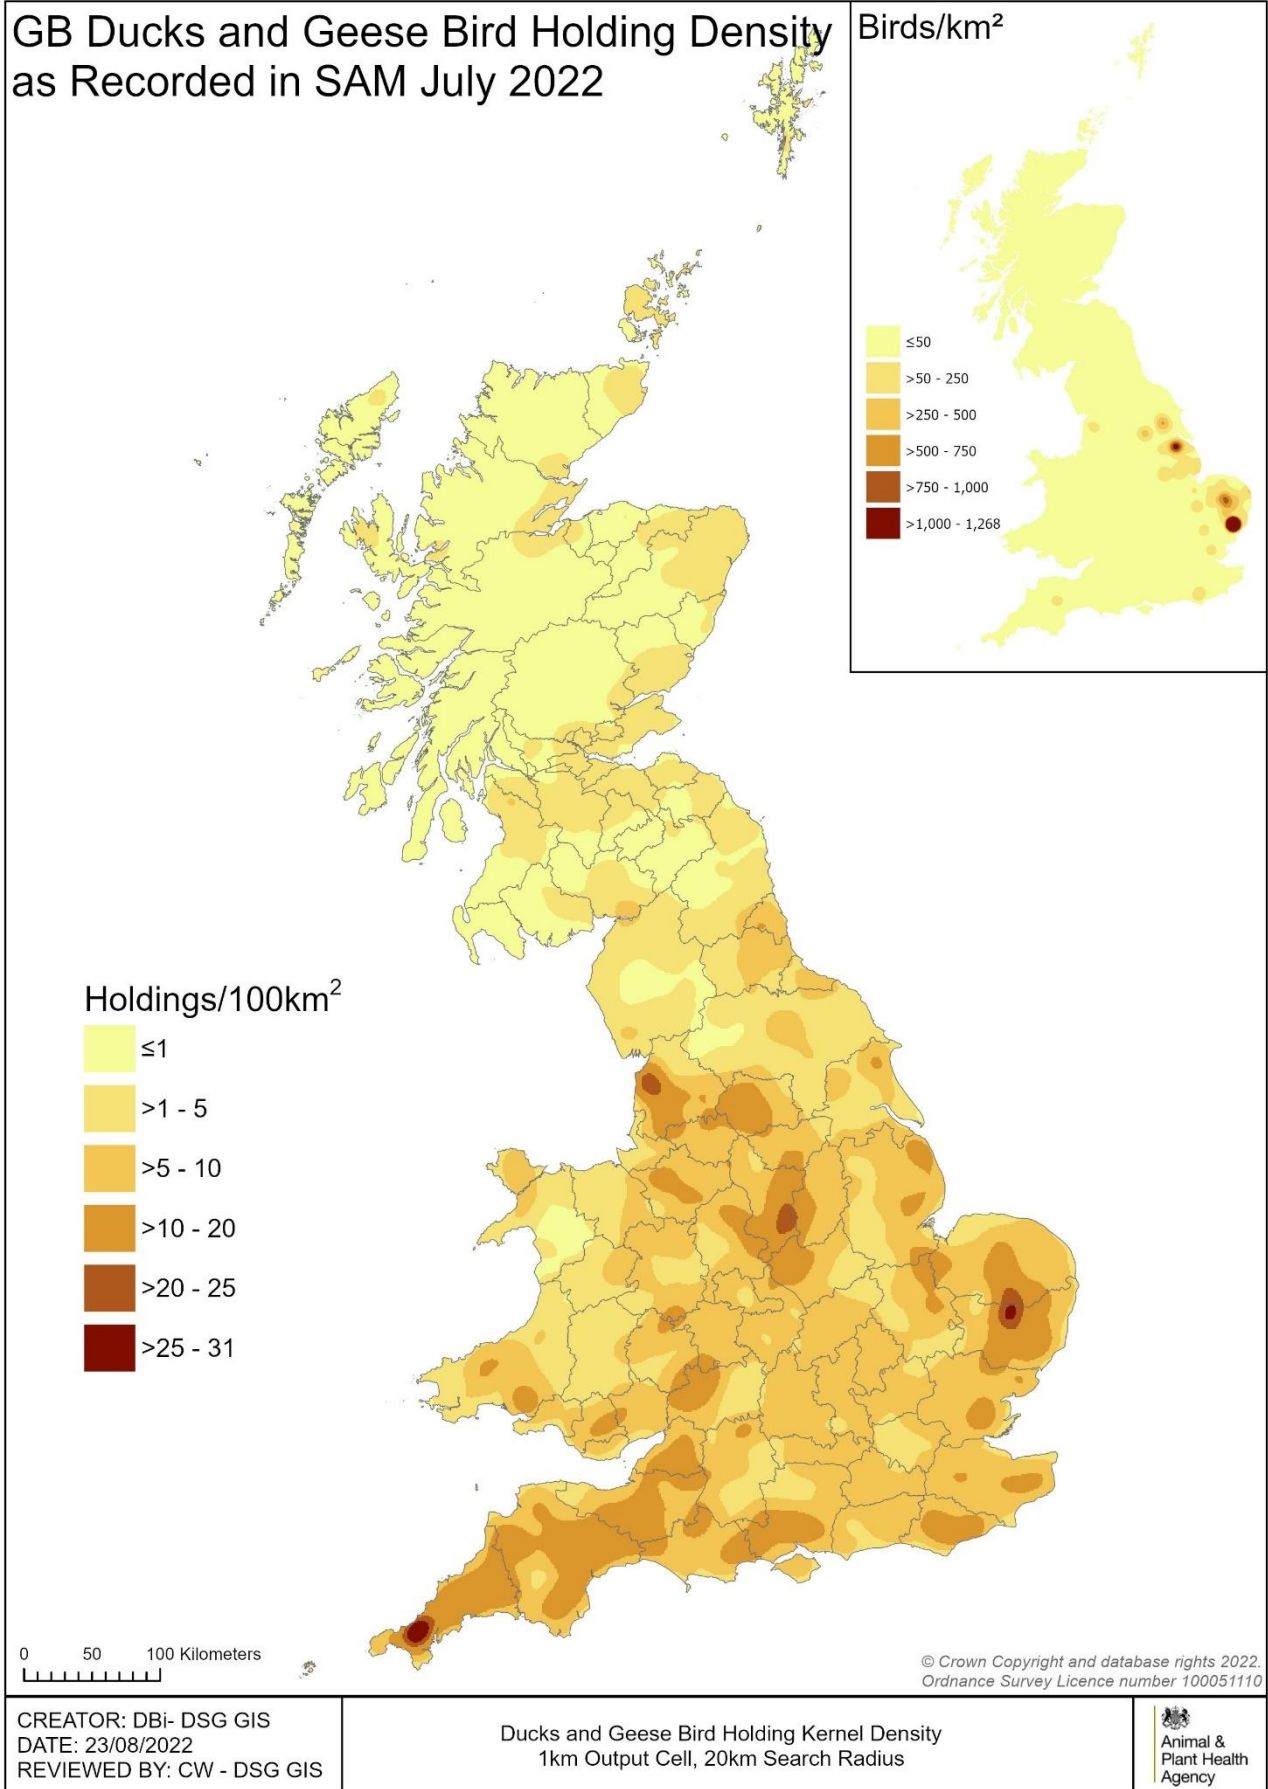 GB Ducks and Geese Bird Holding Density
as Recorded in SAM July 2022
Birds/km²
≤50
>50 - 250
>250 - 500
>500 - 750
>750 - 1,000
>1,000 - 1,268
Holdings/100km²
≤1
>1 - 5
>5 - 10
>10 - 20
>20 - 25
>25 - 31
0 50 100 Kilometers
© Crown Copyright and database rights 2022.
Ordnance Survey Licence number 100051110
CREATOR: DBi- DSG GIS
DATE: 23/08/2022
REVIEWED BY: CW - DSG GIS
Ducks and Geese Bird Holding Kernel Density
1km Output Cell, 20km Search Radius
Animal &
Plant Health
Agency